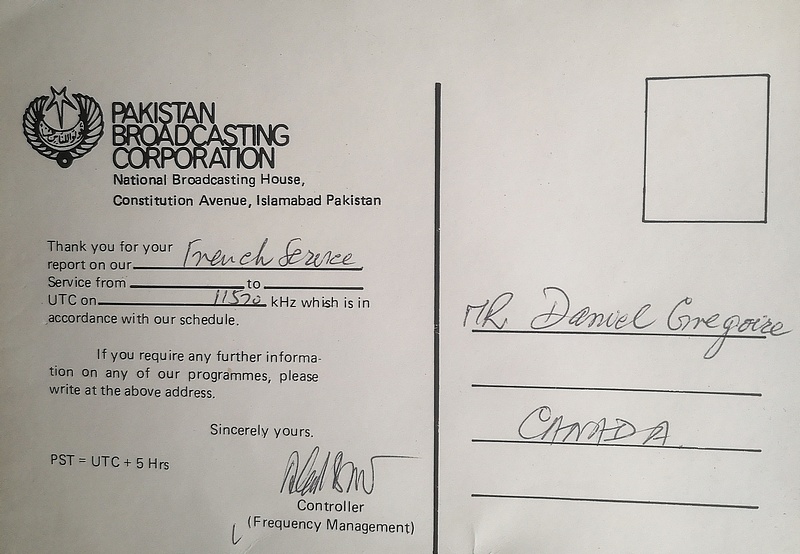 PAKISTAN
BROADCASTING
CORPORATION
National Broadcasting House,
Constitution Avenue, Islamabad Pakistan
Thank you for your
report on our French Service
Service from to
UTC on 11570 kHz which is in
accordance with our schedule.
If you require any further informa-
tion on any of our programmes, please
write at the above address.
Sincerely yours.
PST = UTC + 5 Hrs
Controller
(Frequency Management)
MR Daniel Gregoire
CANADA